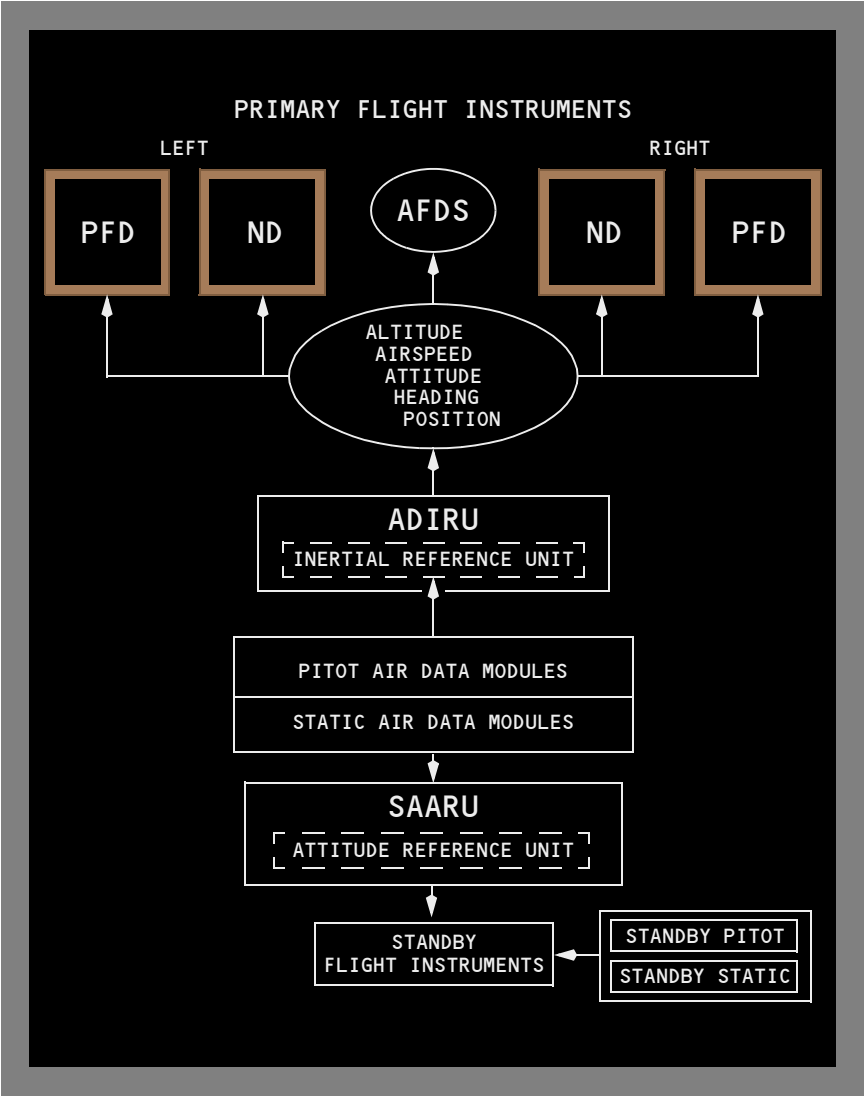 PRIMARY FLIGHT INSTRUMENTS
LEFT
RIGHT
PFD
ND
AFDS
ND
PFD
ALTITUDE
AIRSPEED
ATTITUDE
HEADING
POSITION
ADIRU
INERTIAL REFERENCE UNIT
PITOT AIR DATA MODULES
STATIC AIR DATA MODULES
SAARU
ATTITUDE REFERENCE UNIT
STANDBY
FLIGHT INSTRUMENTS
STANDBY PITOT
STANDBY STATIC